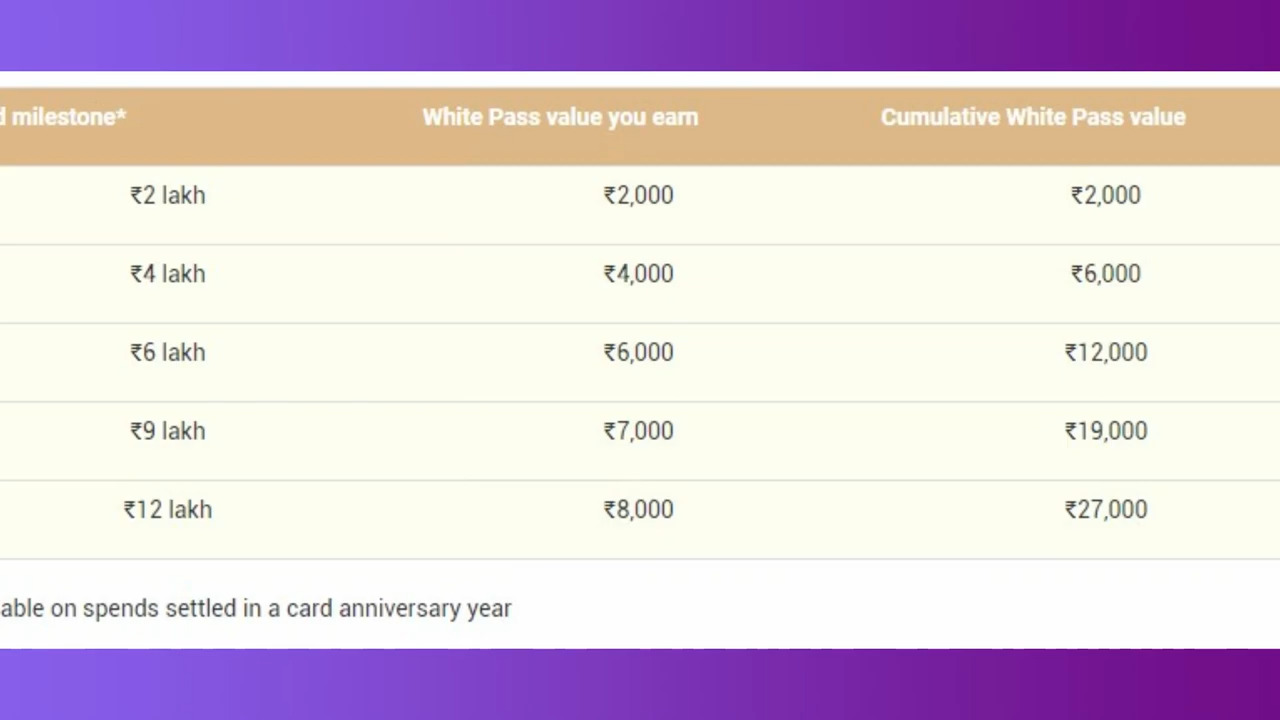 milestone* White Pass value you earn Cumulative White Pass value
₹2 lakh ₹2,000 ₹2,000
₹4 lakh ₹4,000 ₹6,000
₹6 lakh ₹6,000 ₹12,000
₹9 lakh ₹7,000 ₹19,000
₹12 lakh ₹8,000 ₹27,000
able on spends settled in a card anniversary year